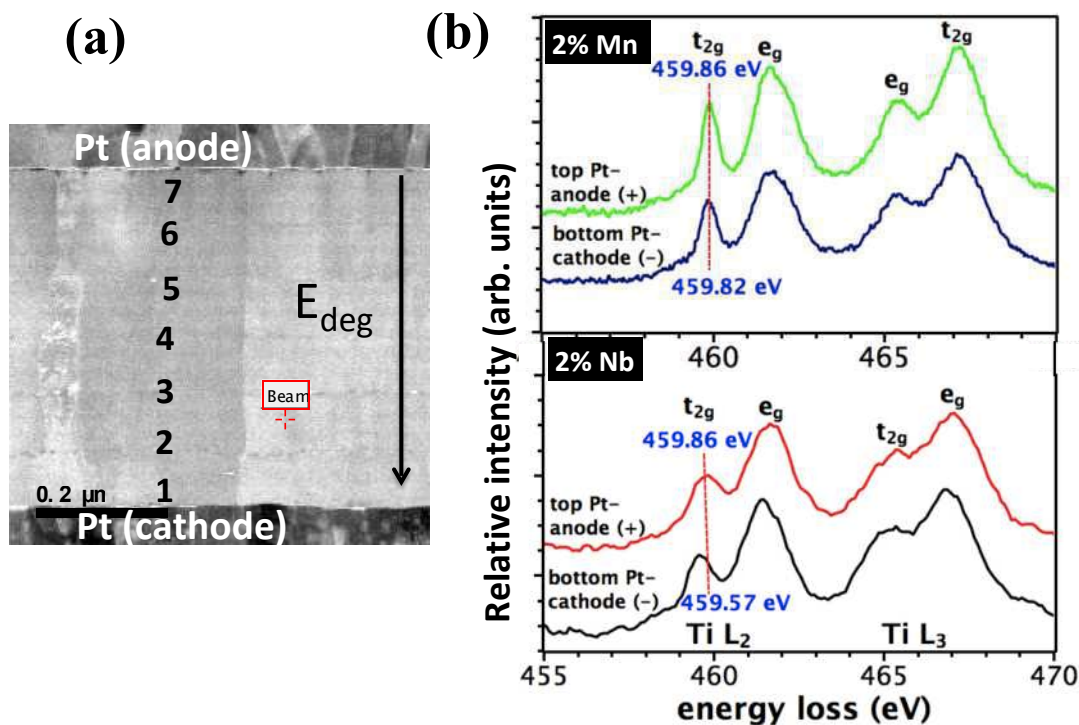 (a)
Pt (anode)
7
6
5
4
3
2
1
E_deg
Beam
0.2 µn
Pt (cathode)
(b)
Relative intensity (arb. units)
2% Mn
t2g
eg
eg
t2g
459.86 eV
top Pt–
anode (+)
bottom Pt–
cathode (–)
459.82 eV
460
465
2% Nb
t2g
eg
t2g
eg
459.86 eV
top Pt–
anode (+)
bottom Pt–
cathode (–)
459.57 eV
Ti L2
Ti L3
455
460
465
470
energy loss (eV)